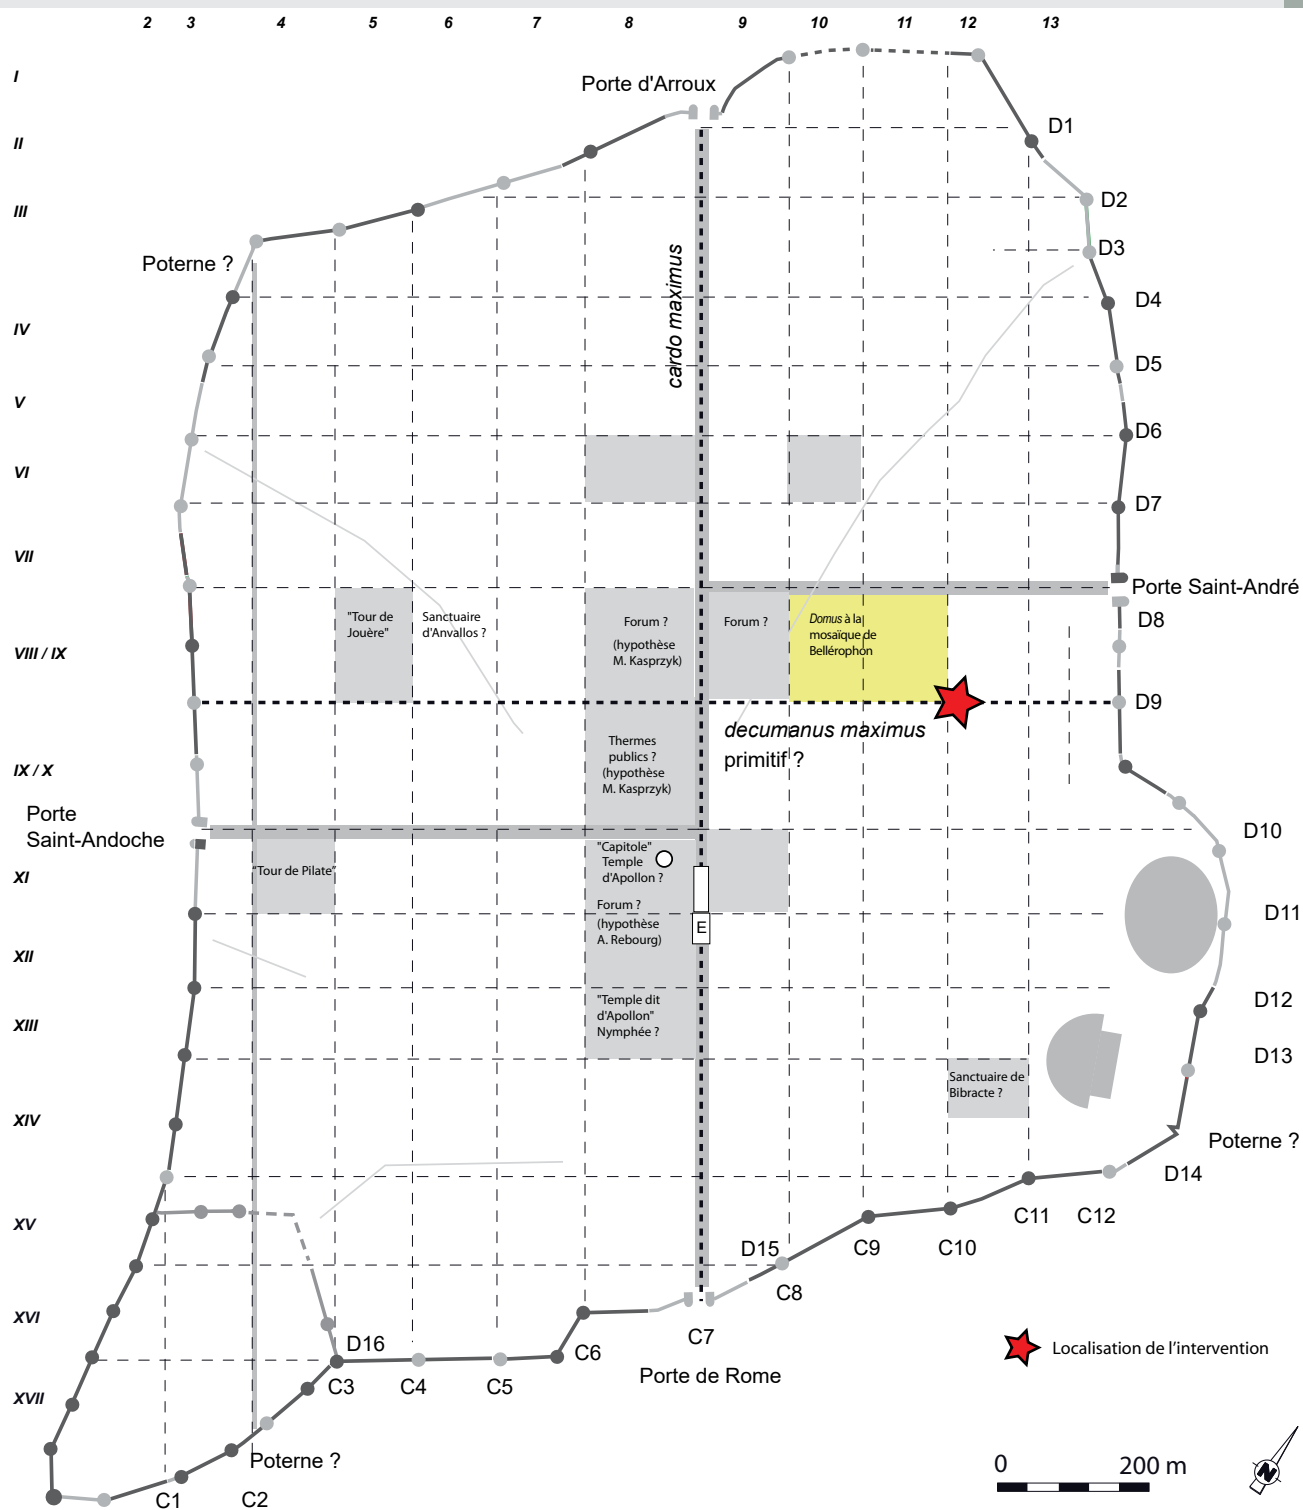 2 3 4 5 6 7 8 9 10 11 12 13
I
Porte d'Arroux
D1
II
D2
III
D3
Poterne ?
cardo maximus
D4
IV
D5
V
D6
VI
D7
VII
Porte Saint-André
D8
"Tour de
Jouère"
Sanctuaire
d'Anvallos ?
Forum ?
(hypothèse
M. Kasprzyk)
Forum ?
Domus à la
mosaïque de
Bellérophon
VIII / IX
D9
decumanus maximus
primitif ?
Thermes
publics ?
(hypothèse
M. Kasprzyk)
IX / X
Porte
Saint-Andoche
D10
"Capitole"
Temple
d'Apollon ?
Forum ?
(hypothèse
A. Rebourg)
"Tour de Pilate"
XI
D11
E
XII
"Temple dit
d'Apollon"
Nymphée ?
D12
XIII
D13
Sanctuaire de
Bibracte ?
XIV
Poterne ?
D14
C11
C12
XV
D15
C9
C10
C8
XVI
C7
D16
C6
Porte de Rome
Localisation de l'intervention
C3
C4
C5
XVII
Poterne ?
0
200 m
N
C1
C2